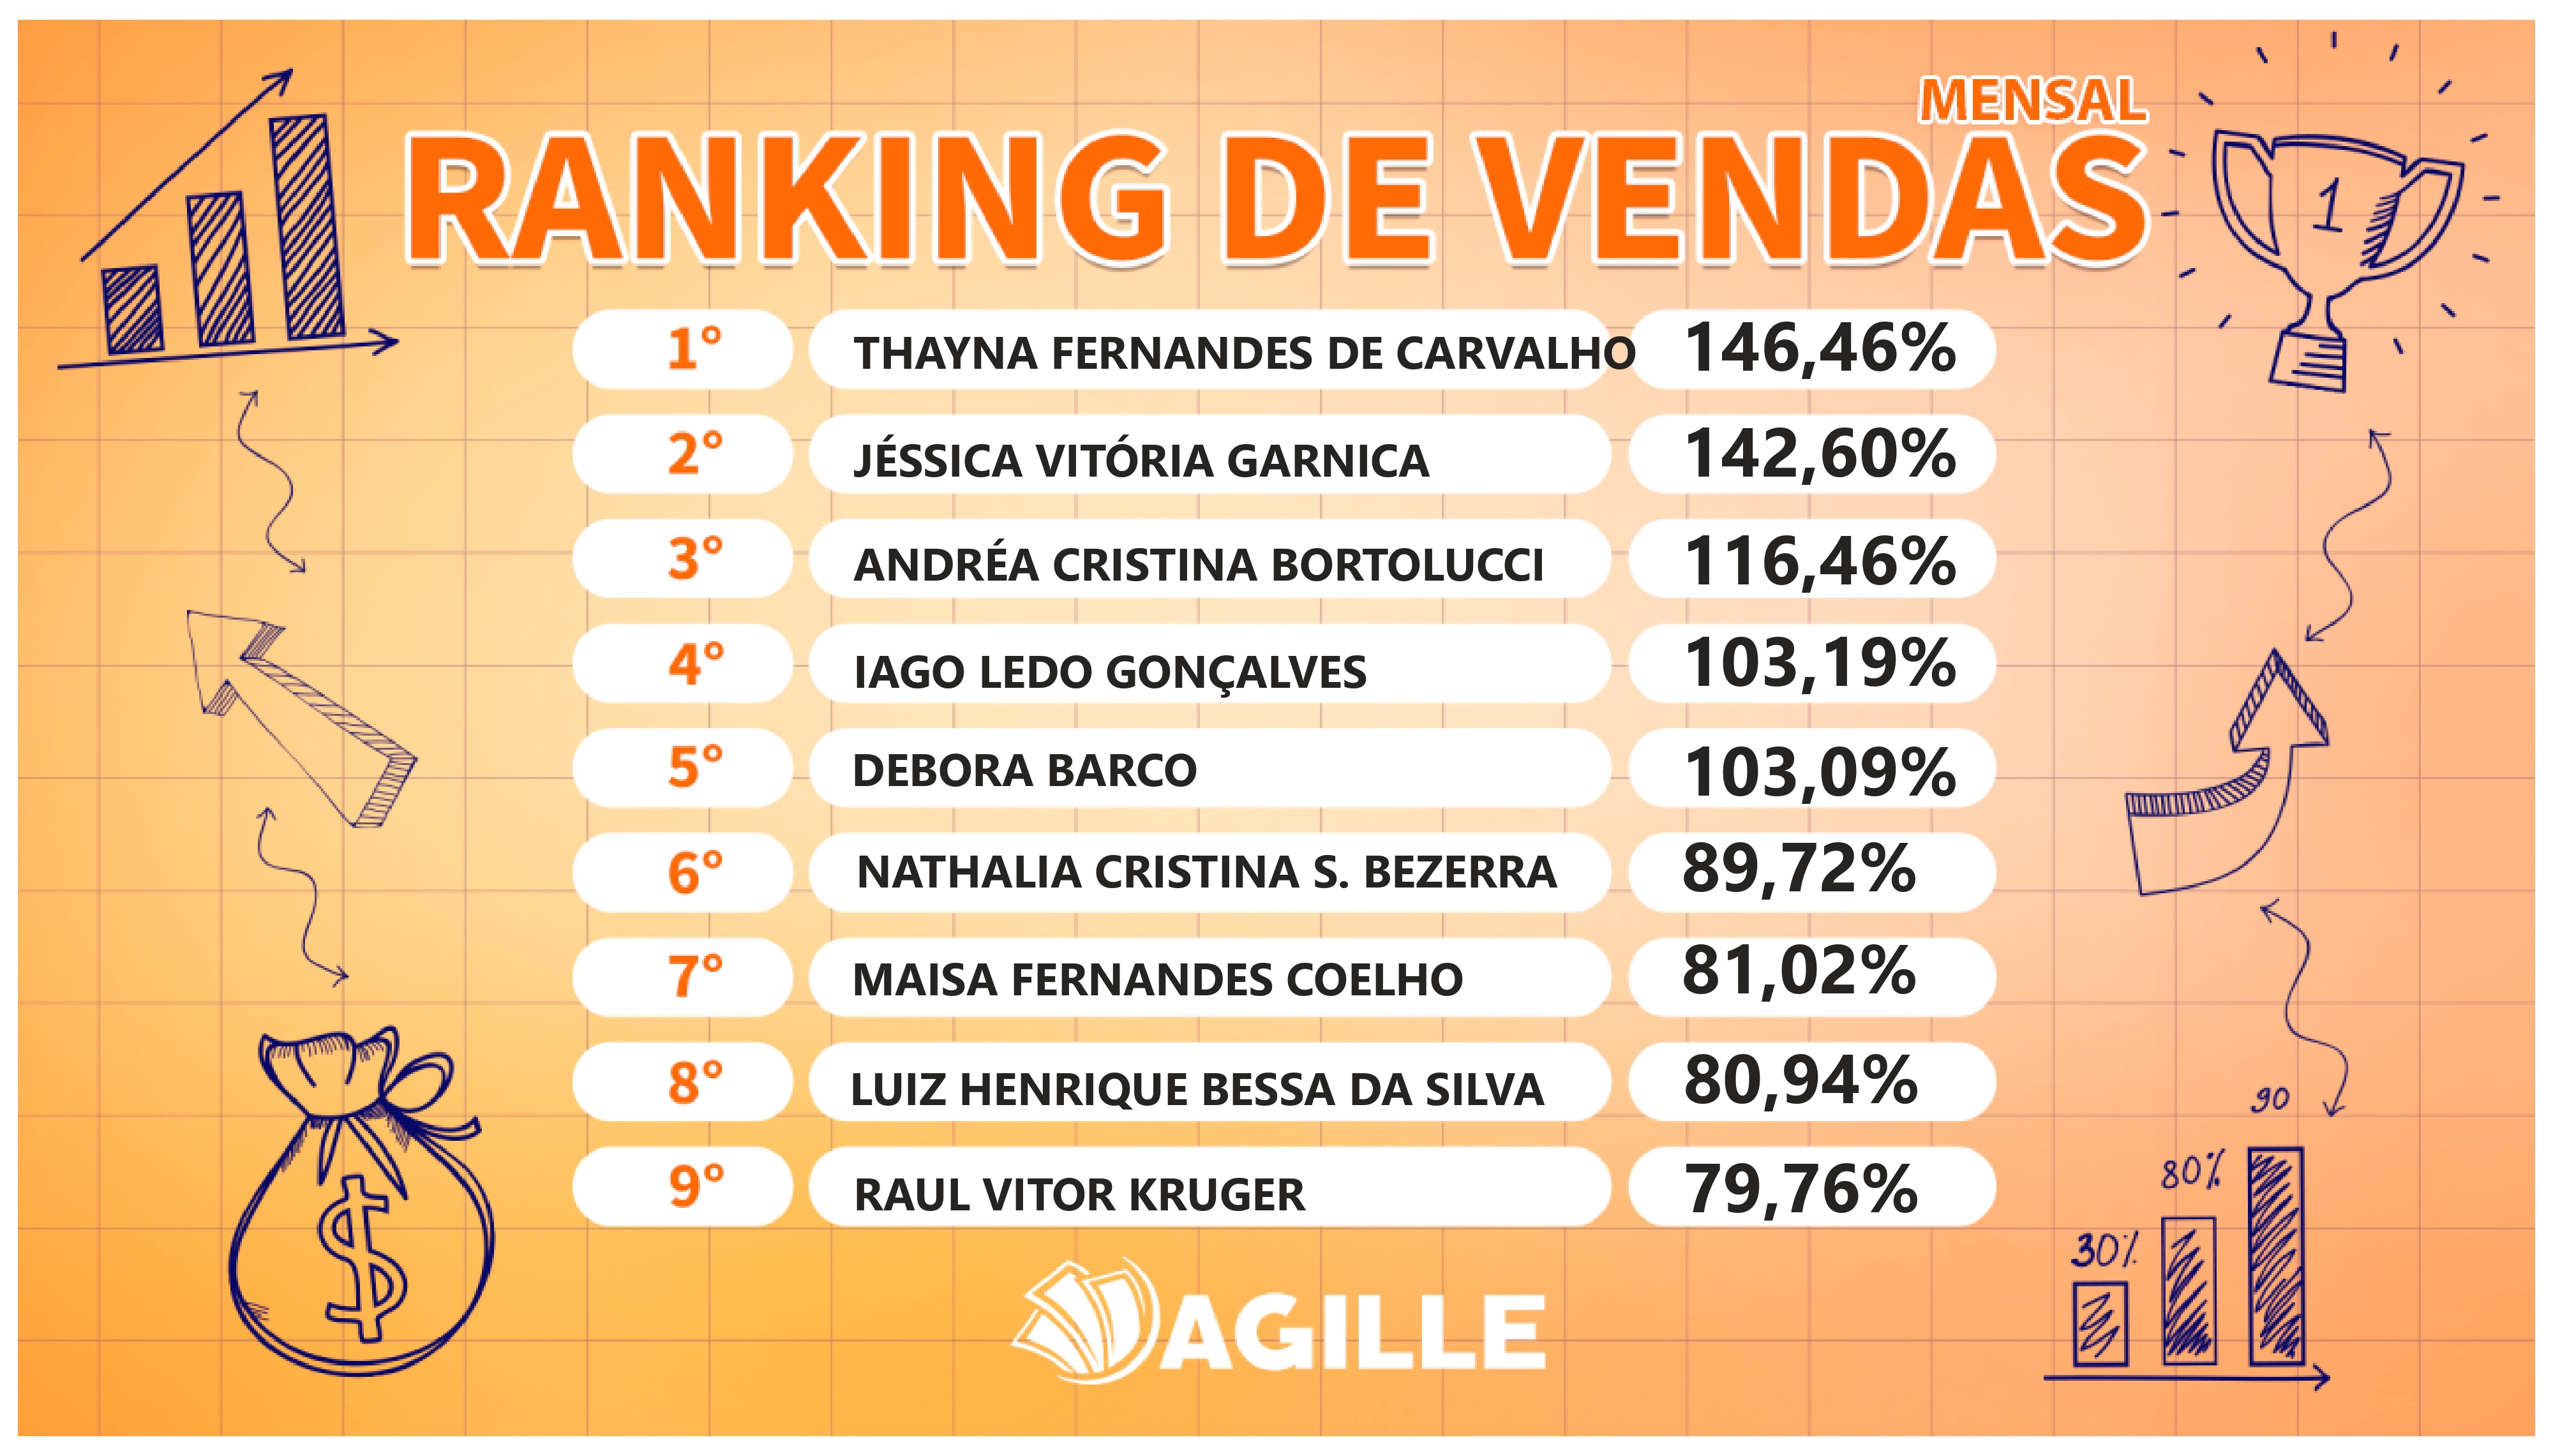 MENSAL
RANKING DE VENDAS
1
1° THAYNA FERNANDES DE CARVALHO 146,46%
2° JÉSSICA VITÓRIA GARNICA 142,60%
3° ANDRÉA CRISTINA BORTOLUCCI 116,46%
4° IAGO LEDO GONÇALVES 103,19%
5° DEBORA BARCO 103,09%
6° NATHALIA CRISTINA S. BEZERRA 89,72%
7° MAISA FERNANDES COELHO 81,02%
8° LUIZ HENRIQUE BESSA DA SILVA 80,94%
9° RAUL VITOR KRUGER 79,76%
$
90
80%
30%
AGILLE